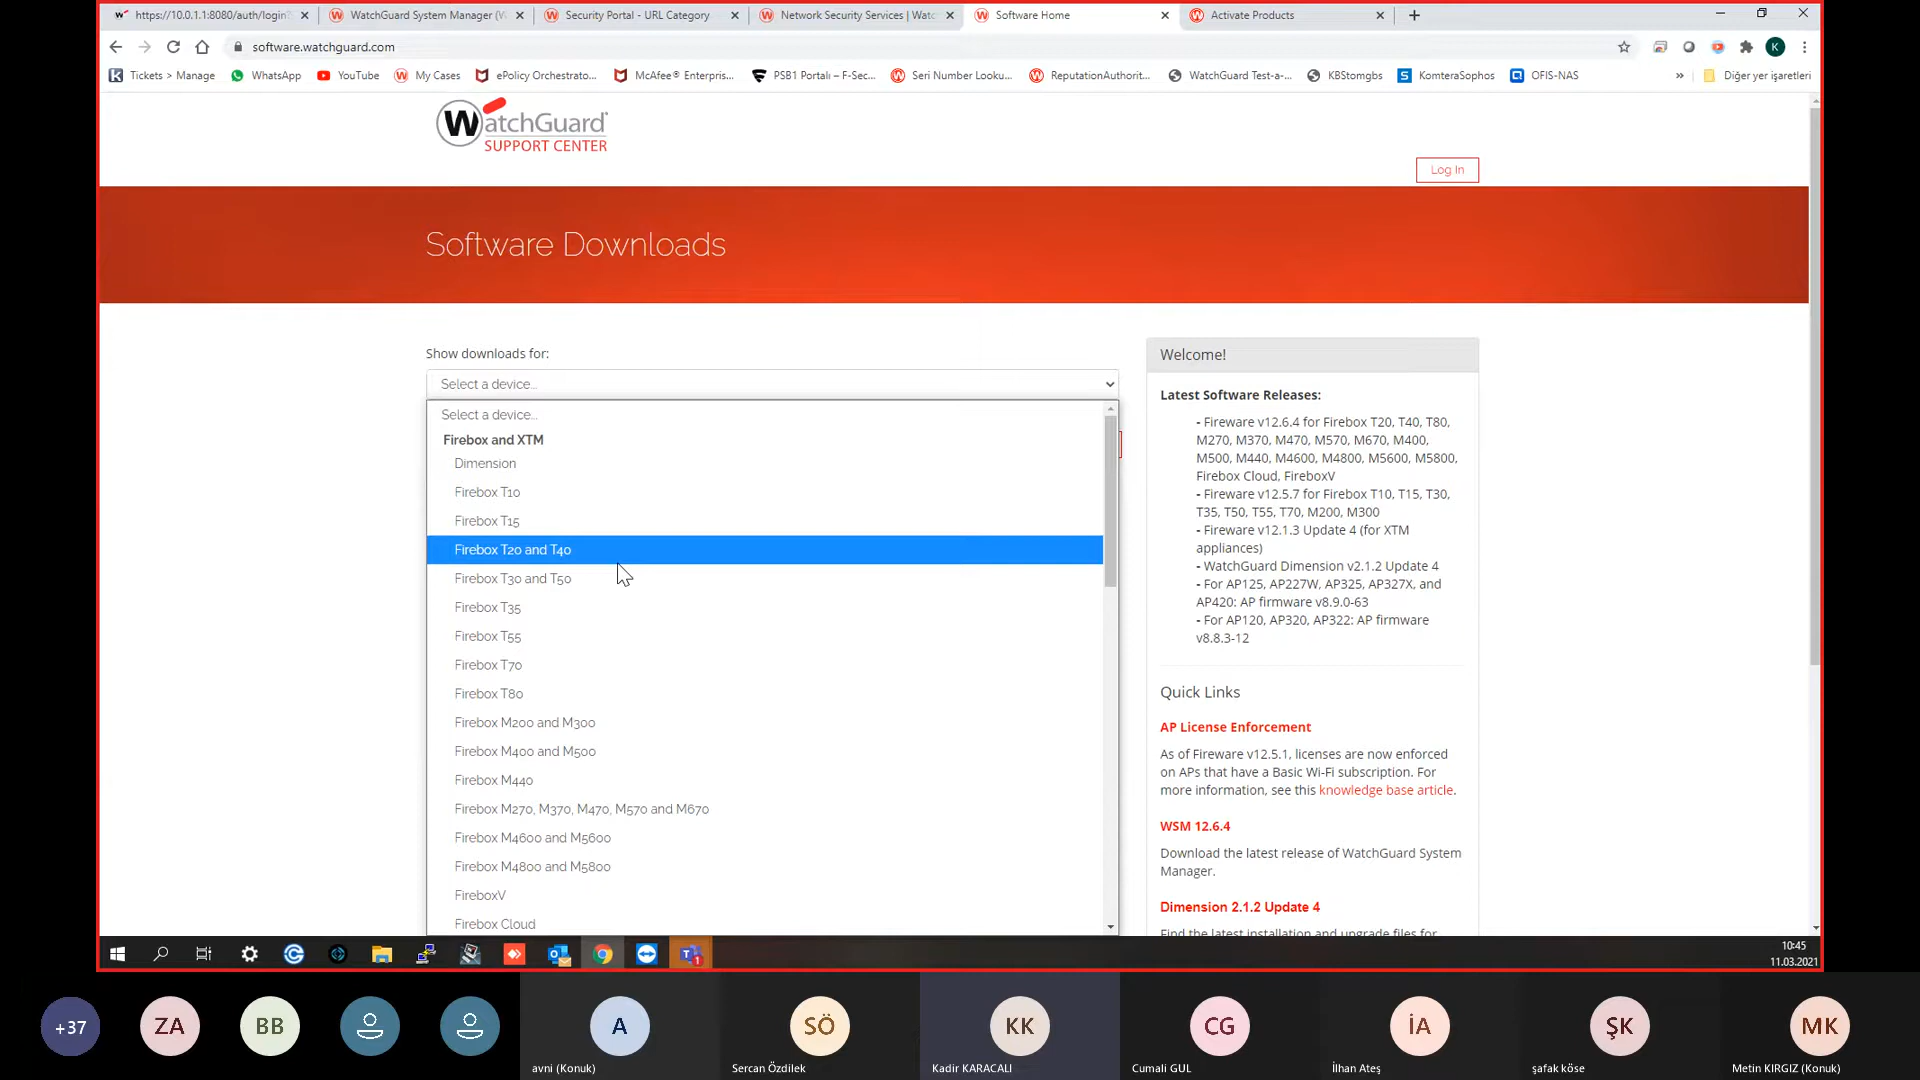 https://10.0.1.1:8080/auth/login?
WatchGuard System Manager (W
Security Portal - URL Category
Network Security Services | Watc
Software Home
Activate Products
software.watchguard.com
K
Tickets > Manage
WhatsApp
YouTube
My Cases
ePolicy Orchestrato...
McAfee® Enterpris...
PSB1 Portalı – F-Sec...
Seri Number Looku...
ReputationAuthorit...
WatchGuard Test-a-...
KBStomgbs
KomteraSophos
OFIS-NAS
»
Diğer yer işaretleri
WatchGuard
SUPPORT CENTER
Log In
Software Downloads
Show downloads for:
Select a device...
Select a device...
Firebox and XTM
Dimension
Firebox T10
Firebox T15
Firebox T20 and T40
Firebox T30 and T50
Firebox T35
Firebox T55
Firebox T70
Firebox T80
Firebox M200 and M300
Firebox M400 and M500
Firebox M440
Firebox M270, M370, M470, M570 and M670
Firebox M4600 and M5600
Firebox M4800 and M5800
FireboxV
Firebox Cloud
Welcome!
Latest Software Releases:
- Fireware v12.6.4 for Firebox T20, T40, T80,
M270, M370, M470, M570, M670, M400,
M500, M440, M4600, M4800, M5600, M5800,
Firebox Cloud, FireboxV
- Fireware v12.5.7 for Firebox T10, T15, T30,
T35, T50, T55, T70, M200, M300
- Fireware v12.1.3 Update 4 (for XTM
appliances)
- WatchGuard Dimension v2.1.2 Update 4
- For AP125, AP227W, AP325, AP327X, and
AP420: AP firmware v8.9.0-63
- For AP120, AP320, AP322: AP firmware
v8.8.3-12
Quick Links
AP License Enforcement
As of Fireware v12.5.1, licenses are now enforced
on APs that have a Basic Wi-Fi subscription. For
more information, see this knowledge base article.
WSM 12.6.4
Download the latest release of WatchGuard System
Manager.
Dimension 2.1.2 Update 4
Find the latest installation and upgrade files for
10:45
11.03.2021
+37
ZA
BB
A
SÖ
KK
CG
İA
ŞK
MK
avni (Konuk)
Sercan Özdilek
Kadir KARACALI
Cumali GUL
İlhan Ateş
şafak köse
Metin KIRGIZ (Konuk)